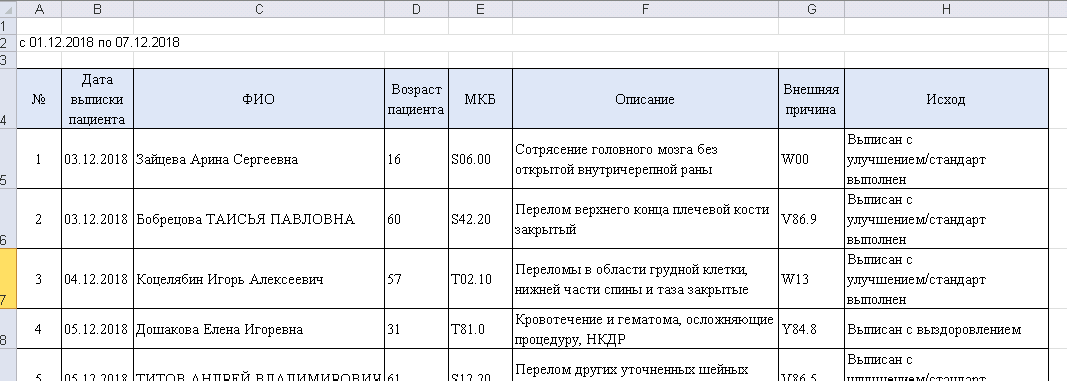 A B C D E F G H
1
2 с 01.12.2018 по 07.12.2018
3
4 № Дата выписки пациента ФИО Возраст пациента МКБ Описание Внешняя причина Исход
5 1 03.12.2018 Зайцева Арина Сергеевна 16 S06.00 Сотрясение головного мозга без открытой внутричерепной раны W00 Выписан с улучшением/стандарт выполнен
6 2 03.12.2018 Бобрецова ТАИСЬЯ ПАВЛОВНА 60 S42.20 Перелом верхнего конца плечевой кости закрытый V86.9 Выписан с улучшением/стандарт выполнен
7 3 04.12.2018 Коцелябин Игорь Алексеевич 57 T02.10 Переломы в области грудной клетки, нижней части спины и таза закрытые W13 Выписан с улучшением/стандарт выполнен
8 4 05.12.2018 Дошакова Елена Игоревна 31 T81.0 Кровотечение и гематома, осложняющие процедуру, НКДР Y84.8 Выписан с выздоровлением
5 05.12.2018 ТИТОВ АНДРЕЙ ВЛАДИМИРОВИЧ 61 S12.20 Перелом других уточненных шейных V86.5 Выписан с улучшением/стандарт